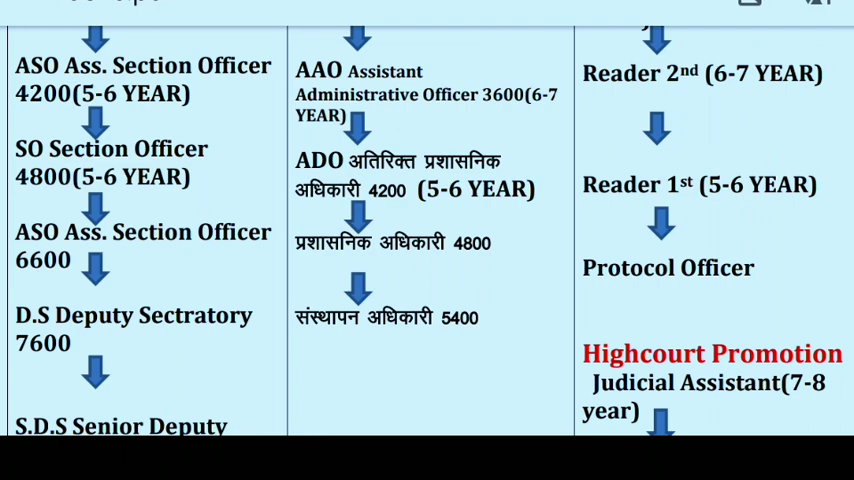 ASO Ass. Section Officer
4200(5-6 YEAR)
SO Section Officer
4800(5-6 YEAR)
ASO Ass. Section Officer
6600
D.S Deputy Sectratory
7600
S.D.S Senior Deputy
AAO Assistant
Administrative Officer 3600(6-7
YEAR)
ADO अतिरिक्त प्रशासनिक
अधिकारी 4200 (5-6 YEAR)
प्रशासनिक अधिकारी 4800
संस्थापन अधिकारी 5400
Reader 2nd (6-7 YEAR)
Reader 1st (5-6 YEAR)
Protocol Officer
Highcourt Promotion
Judicial Assistant(7-8
year)